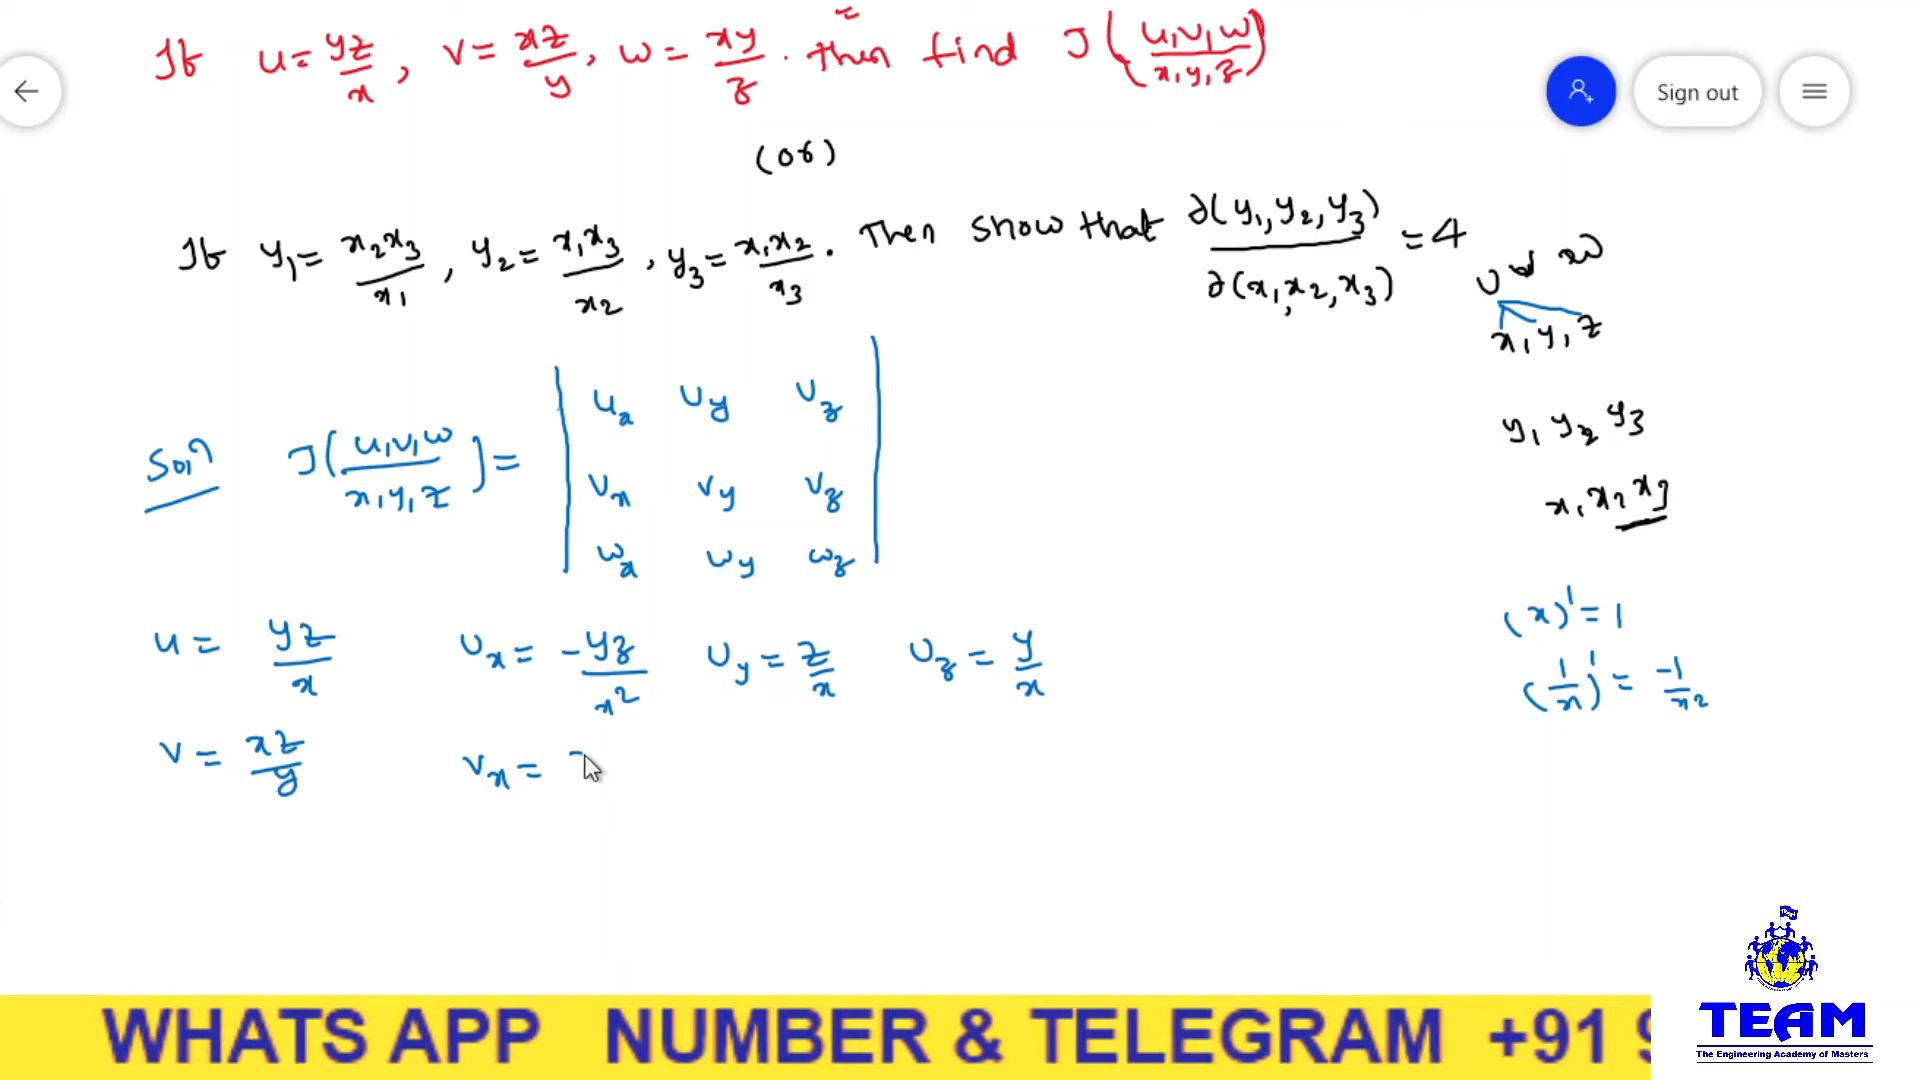 If u = yz/x, v = xz/y, w = xy/z. then find J(u,v,w/x,y,z)
Sign out
(or)
If y₁ = x₂x₃/x₁, y₂ = x₁x₃/x₂, y₃ = x₁x₂/x₃. Then show that ∂(y₁,y₂,y₃)/∂(x₁,x₂,x₃) = 4
u v w
x, y, z
y₁ y₂ y₃
x₁ x₂ x₃
Solⁿ J(u,v,w/x,y,z) = | uₓ u_y u_z |
| vₓ v_y v_z |
| wₓ w_y w_z |
(x)' = 1
u = yz/x uₓ = -yz/x² u_y = z/x u_z = y/x
(1/x)' = -1/x²
v = xz/y vₓ =
TEAM
The Engineering Academy of Masters
WHATS APP NUMBER & TELEGRAM +91 9